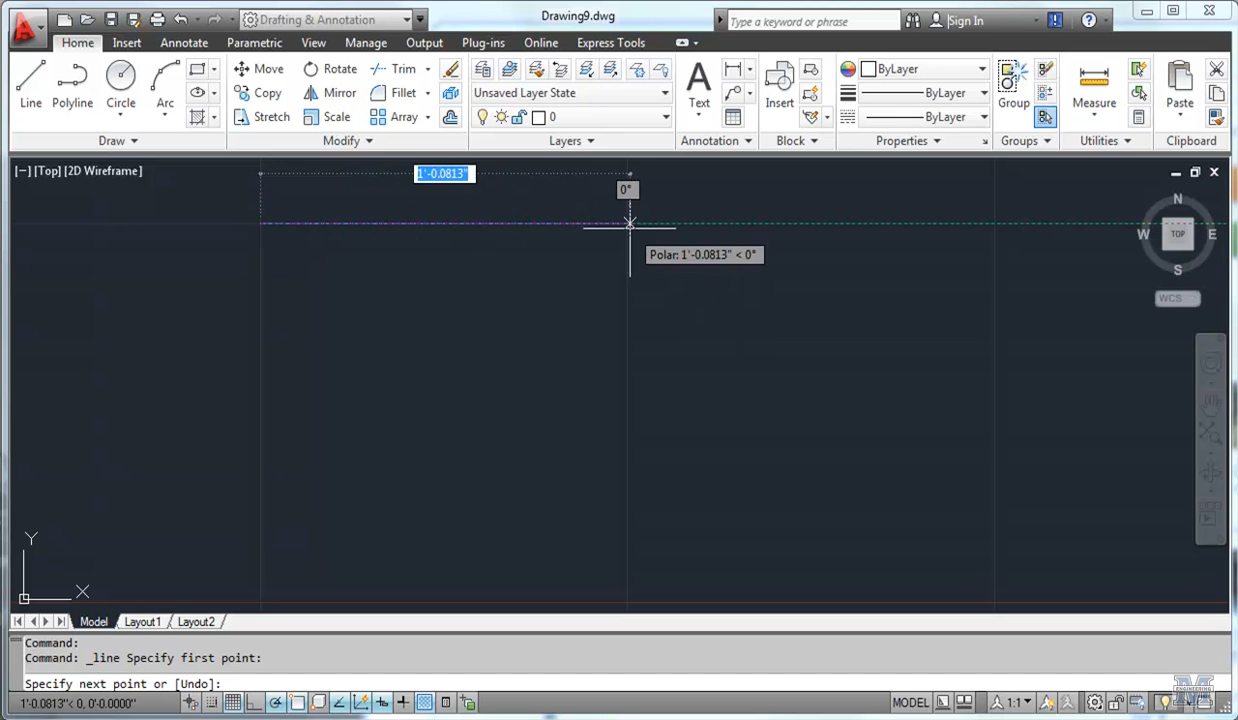 Drafting & Annotation
Drawing9.dwg
Type a keyword or phrase
Sign In
Home Insert Annotate Parametric View Manage Output Plug-ins Online Express Tools
Move Rotate Trim
Unsaved Layer State
ByLayer
Copy Mirror Fillet
ByLayer
Line Polyline Circle Arc
Text Insert Group Measure Paste
Stretch Scale Array
0
ByLayer
Draw Modify Layers Annotation Block Properties Groups Utilities Clipboard
[−] [Top] [2D Wireframe]
1'-0.0813"
0°
Polar: 1'-0.0813" < 0°
N
W TOP E
S
WCS
Y
X
Model Layout1 Layout2
Command:
Command: _line Specify first point:
Specify next point or [Undo]:
1'-0.0813"< 0, 0'-0.0000"
MODEL
1:1
ENGINEERING